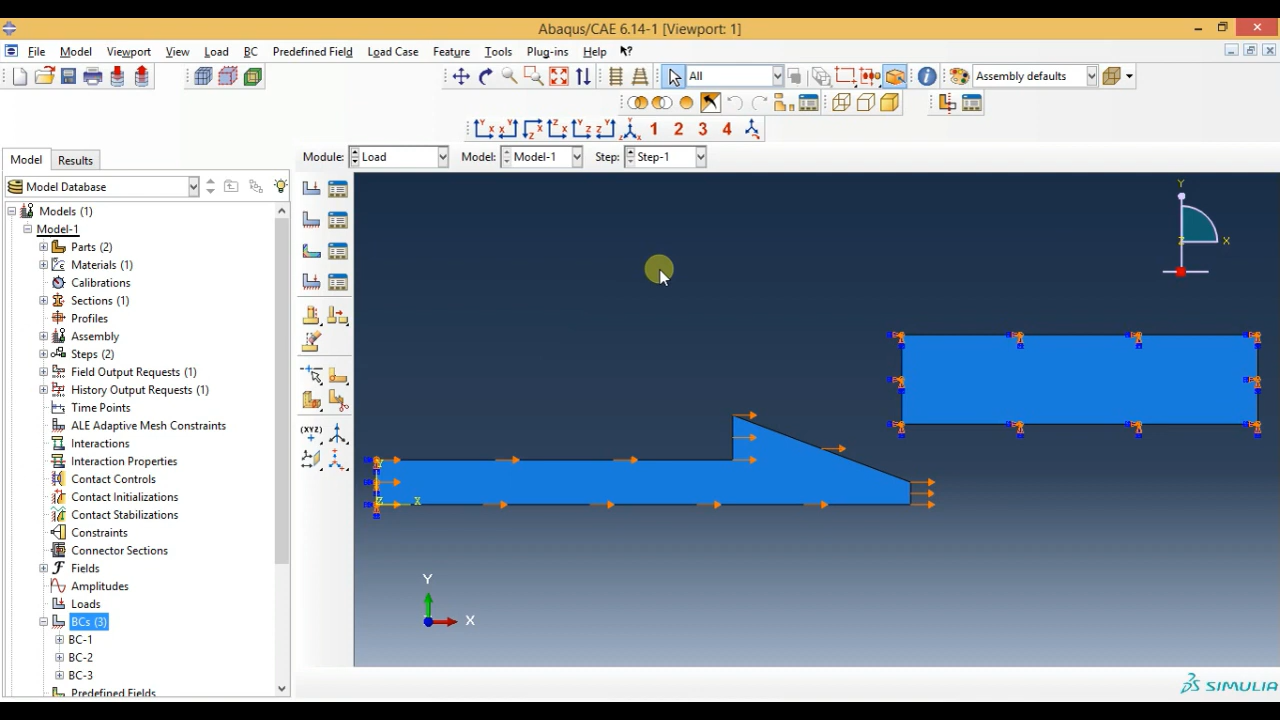 Abaqus/CAE 6.14-1 [Viewport: 1]
File Model Viewport View Load BC Predefined Field Load Case Feature Tools Plug-ins Help
All
Assembly defaults
1 2 3 4
Model Results
Module: Load Model: Model-1 Step: Step-1
Model Database
Models (1)
Model-1
Parts (2)
Materials (1)
Calibrations
Sections (1)
Profiles
Assembly
Steps (2)
Field Output Requests (1)
History Output Requests (1)
Time Points
ALE Adaptive Mesh Constraints
Interactions
Interaction Properties
Contact Controls
Contact Initializations
Contact Stabilizations
Constraints
Connector Sections
Fields
Amplitudes
Loads
BCs (3)
BC-1
BC-2
BC-3
Predefined Fields
(XYZ)
Y
Z X
Y
Z X
Y
X
SIMULIA